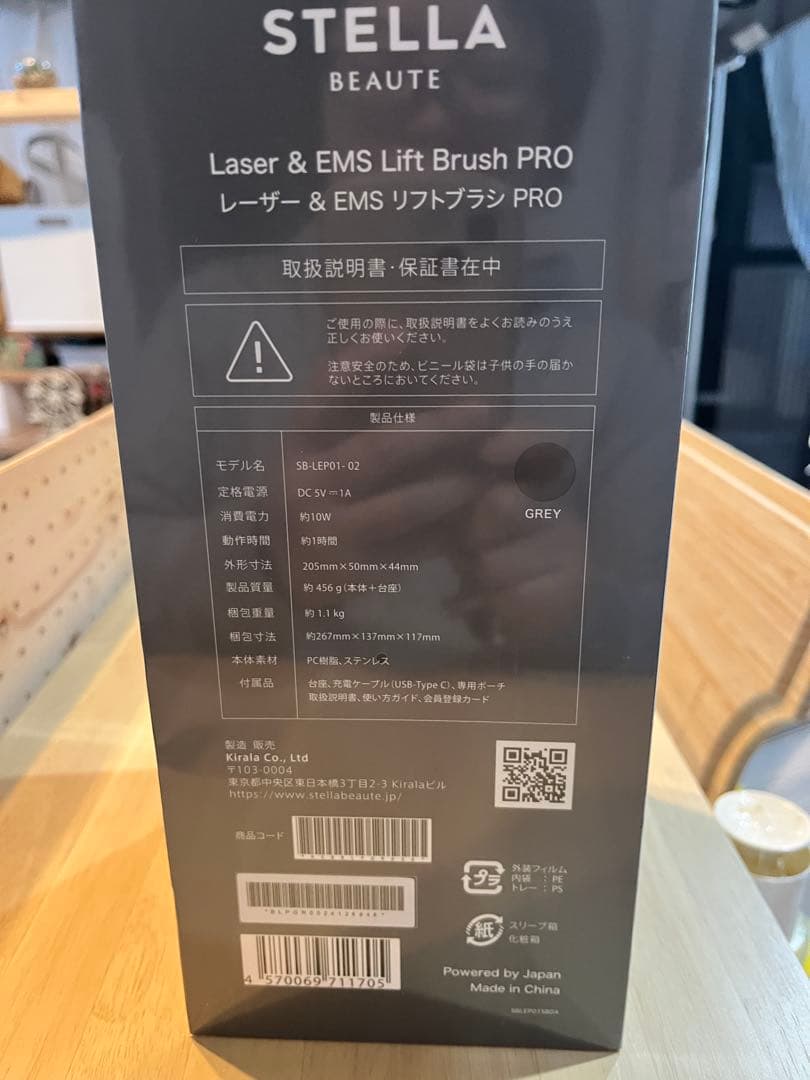 STELLA
BEAUTE
Laser & EMS Lift Brush PRO
レーザー & EMS リフトブラシ PRO
取扱説明書・保証書在中
ご使用の際に、取扱説明書をよくお読みのうえ
正しくお使いください。
注意安全のため、ビニール袋は子供の手の届か
ないところにおいてください。
製品仕様
モデル名 SB-LEP01- 02
定格電源 DC 5V⎓1A
消費電力 約10W
動作時間 約1時間
外形寸法 205mm×50mm×44mm
製品質量 約 456 g（本体＋台座）
梱包重量 約 1.1 kg
梱包寸法 約267mm×137mm×117mm
本体素材 PC樹脂、ステンレス
付属品 台座、充電ケーブル（USB-Type C）、専用ポーチ
取扱説明書、使い方ガイド、会員登録カード
GREY
製造 販売
Kirala Co., Ltd
〒103-0004
東京都中央区東日本橋3丁目2-3 Kiralaビル
https://www.stellabeaute.jp/
商品コード
4 570069 711705
プラ
外装フィルム
内袋 : PE
トレー : PS
紙
スリーブ箱
化粧箱
Powered by Japan
Made in China